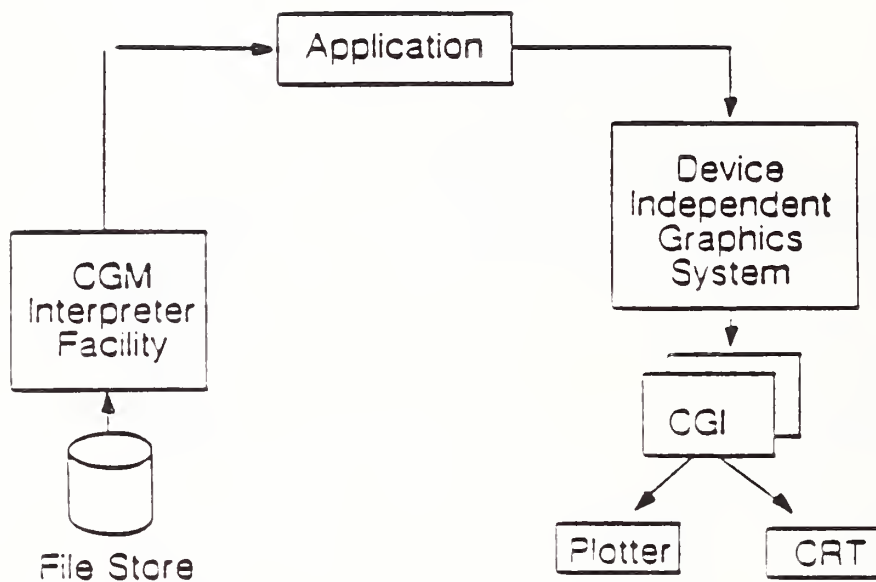 Application
Device
Independent
Graphics
System
CGM
Interpreter
Facility
CGI
File Store
Plotter
CRT